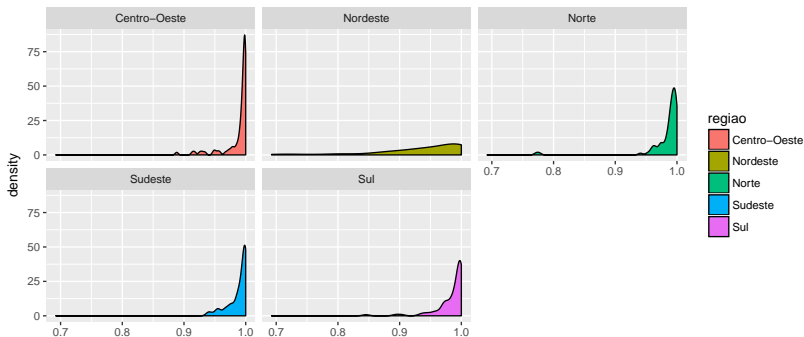 Centro−Oeste Nordeste Norte
75
50
25
0
0.7 0.8 0.9 1.0
density
Sudeste Sul
75
50
25
0
0.7 0.8 0.9 1.0 0.7 0.8 0.9 1.0
regiao
Centro−Oeste
Nordeste
Norte
Sudeste
Sul